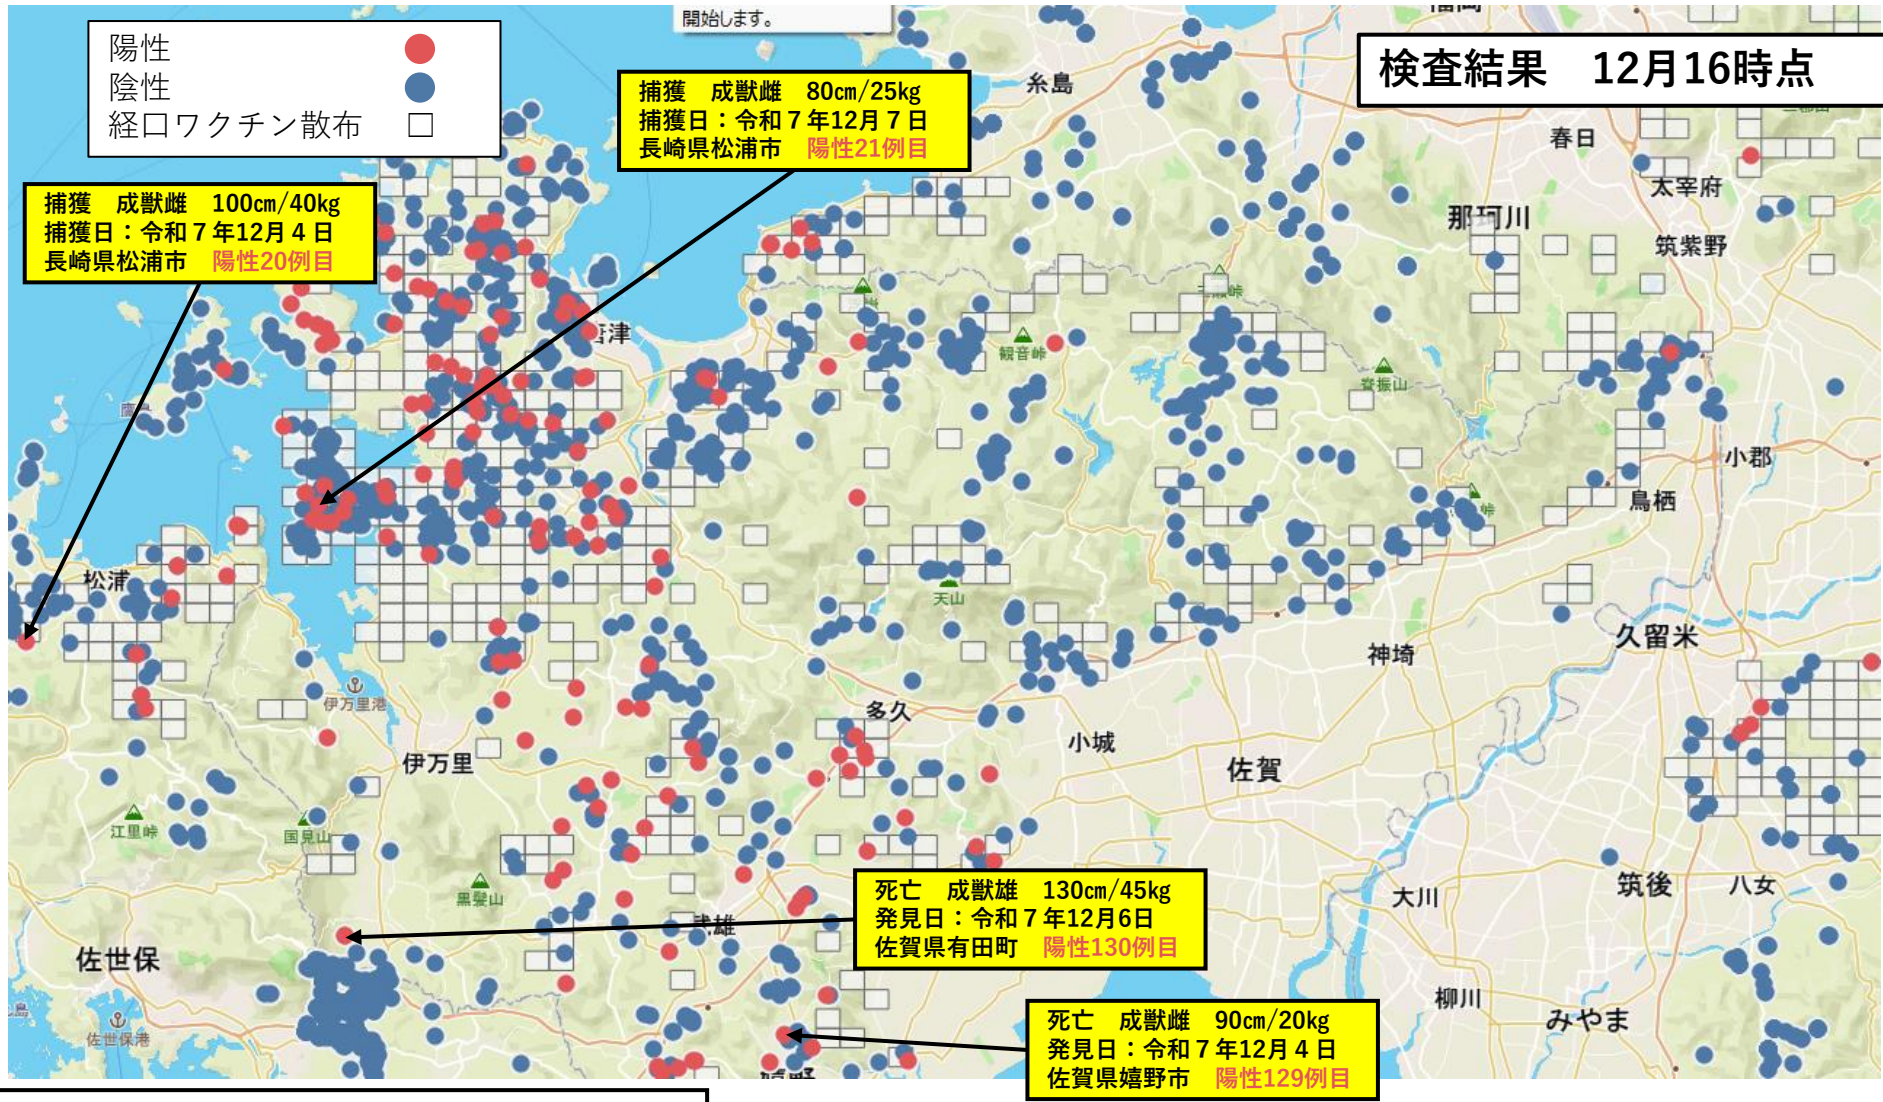 開始します。
陽性
陰性
経口ワクチン散布 □
検査結果 12月16時点
捕獲 成獣雌 80㎝/25kg
捕獲日：令和７年12月７日
長崎県松浦市 陽性21例目
捕獲 成獣雌 100㎝/40kg
捕獲日：令和７年12月４日
長崎県松浦市 陽性20例目
糸島
春日
太宰府
那珂川
筑紫野
唐津
観音峠
脊振山
小郡
鳥栖
松浦
天山
久留米
神埼
伊万里港
多久
小城
伊万里
佐賀
江里峠
国見山
黒髪山
死亡 成獣雄 130㎝/45kg
発見日：令和７年12月6日
佐賀県有田町 陽性130例目
大川
筑後
八女
武雄
佐世保
佐世保港
柳川
みやま
死亡 成獣雌 90㎝/20kg
発見日：令和７年12月４日
佐賀県嬉野市 陽性129例目